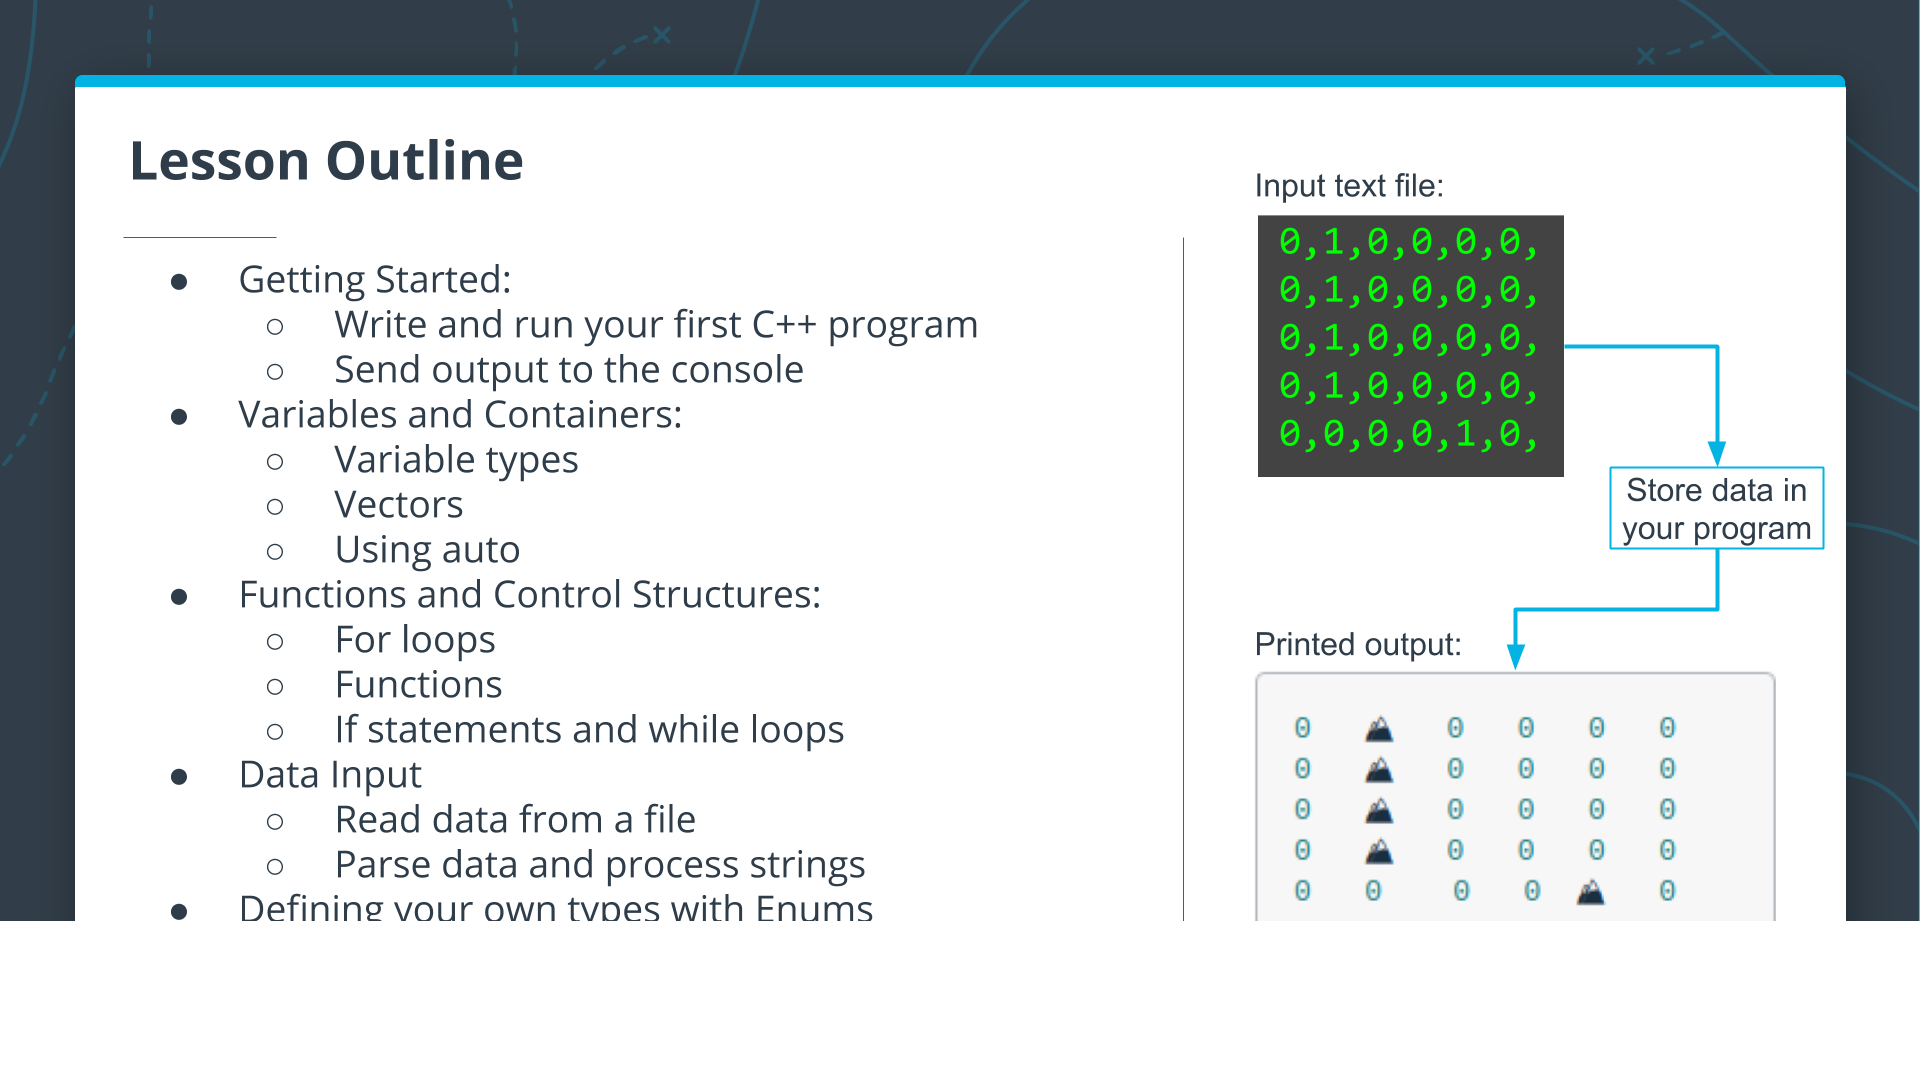 Lesson Outline
● Getting Started:
○ Write and run your first C++ program
○ Send output to the console
● Variables and Containers:
○ Variable types
○ Vectors
○ Using auto
● Functions and Control Structures:
○ For loops
○ Functions
○ If statements and while loops
● Data Input
○ Read data from a file
○ Parse data and process strings
● Defining your own types with Enums
Input text file:
0,1,0,0,0,0,
0,1,0,0,0,0,
0,1,0,0,0,0,
0,1,0,0,0,0,
0,0,0,0,1,0,
Store data in
your program
Printed output:
0 ⛰ 0 0 0 0
0 ⛰ 0 0 0 0
0 ⛰ 0 0 0 0
0 ⛰ 0 0 0 0
0 0 0 0 ⛰ 0